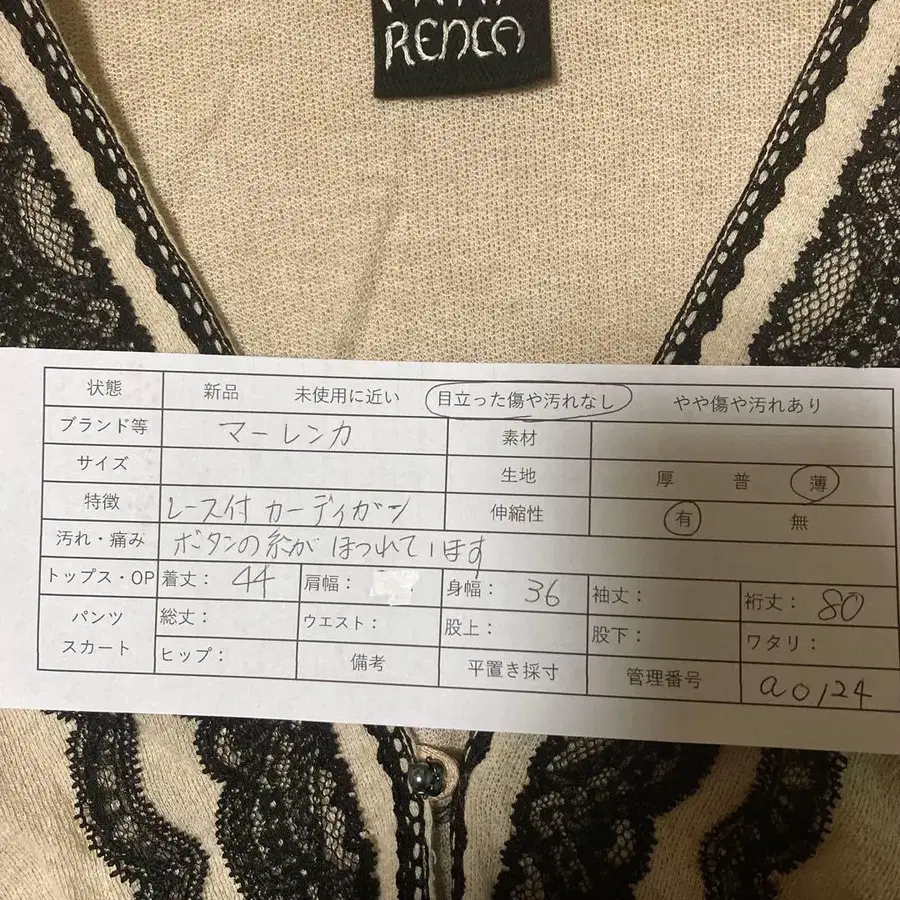 RENCA
状態 新品 未使用に近い 目立った傷や汚れなし やや傷や汚れあり
ブランド等 マーレンカ 素材
サイズ 生地 厚 普 薄
特徴 レース付カーディガン 伸縮性 有 無
汚れ・痛み ボタンの糸がほつれています
トップス・OP 着丈: 44 肩幅: 身幅: 36 袖丈: 裄丈: 80
パンツ スカート 総丈: ウエスト: 股上: 股下: ワタリ:
ヒップ: 備考 平置き採寸 管理番号 a0124